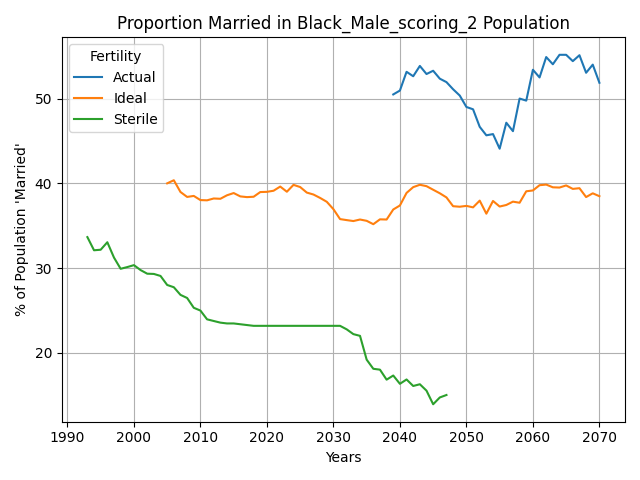 Proportion Married in Black_Male_scoring_2 Population
Fertility
Actual
Ideal
Sterile
% of Population 'Married'
50
40
30
20
1990 2000 2010 2020 2030 2040 2050 2060 2070
Years